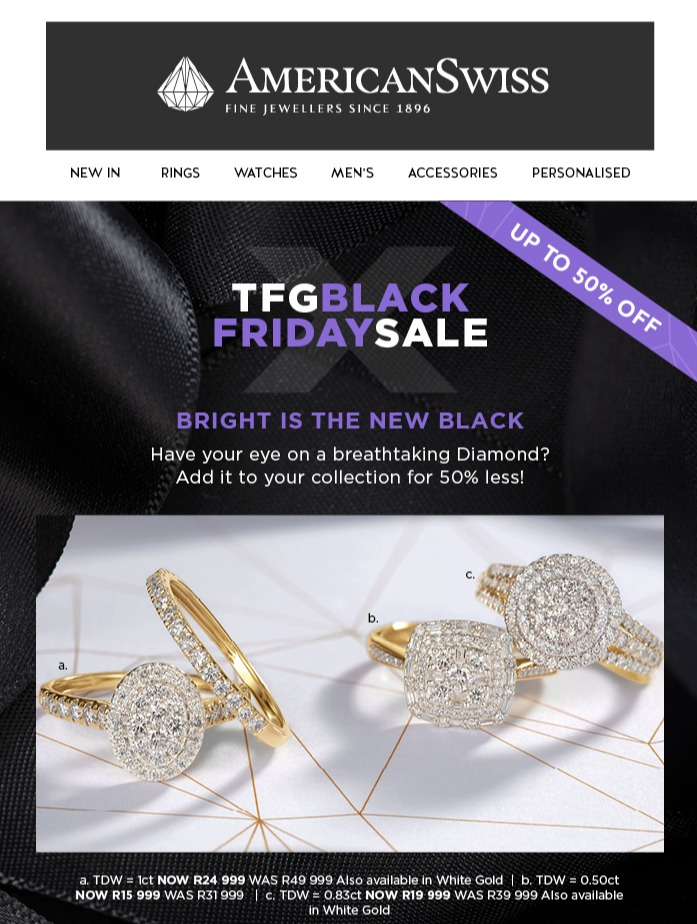 AMERICANSWISS
FINE JEWELLERS SINCE 1896
NEW IN RINGS WATCHES MEN'S ACCESSORIES PERSONALISED
UP TO 50% OFF
X
TFGBLACK
FRIDAYSALE
BRIGHT IS THE NEW BLACK
Have your eye on a breathtaking Diamond?
Add it to your collection for 50% less!
a.
b.
c.
a. TDW = 1ct NOW R24 999 WAS R49 999 Also available in White Gold | b. TDW = 0.50ct
NOW R15 999 WAS R31 999 | c. TDW = 0.83ct NOW R19 999 WAS R39 999 Also available
in White Gold